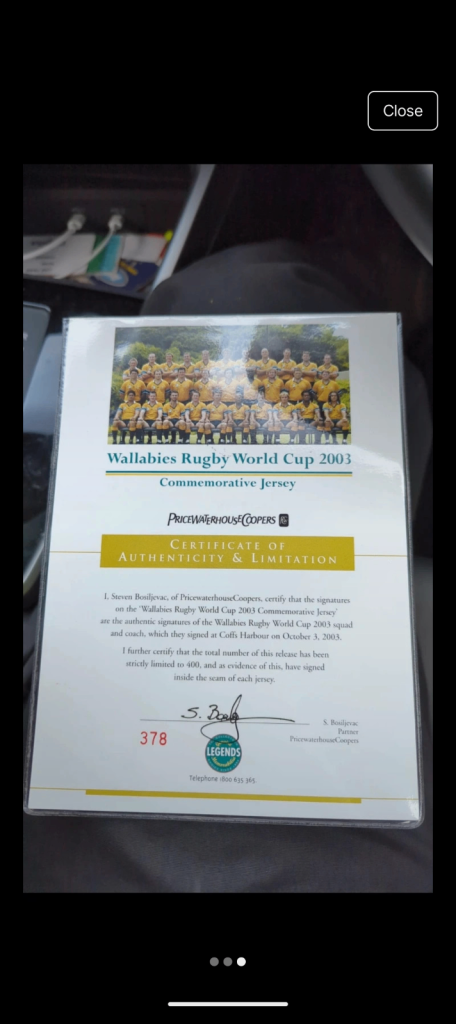 Close
Wallabies Rugby World Cup 2003
Commemorative Jersey
PRICEWATERHOUSECOOPERS
CERTIFICATE OF
AUTHENTICITY & LIMITATION
I, Steven Bosiljevac, of PricewaterhouseCoopers, certify that the signatures
on the 'Wallabies Rugby World Cup 2003 Commemorative Jersey'
are the authentic signatures of the Wallabies Rugby World Cup 2003 squad
and coach, which they signed at Coffs Harbour on October 3, 2003.
I further certify that the total number of this release has been
strictly limited to 400, and as evidence of this, have signed
inside the seam of each jersey.
S. Bosiljevac
Partner
PricewaterhouseCoopers
378
LEGENDS
Telephone 1800 635 365